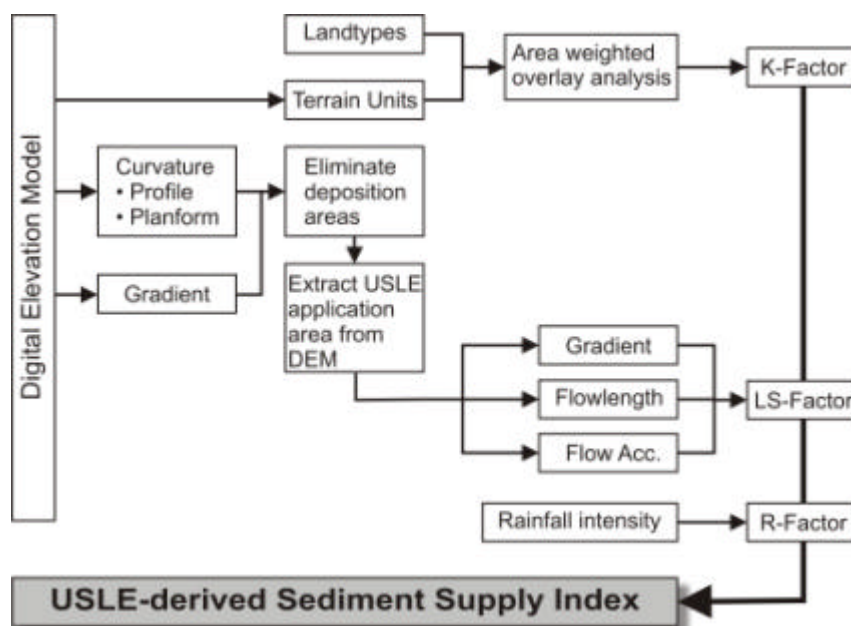 Digital Elevation Model
Landtypes
Terrain Units
Area weighted
overlay analysis
K-Factor
Curvature
• Profile
• Planform
Gradient
Eliminate
deposition
areas
Extract USLE
application
area from
DEM
Gradient
Flowlength
Flow Acc.
LS-Factor
Rainfall intensity
R-Factor
USLE-derived Sediment Supply Index